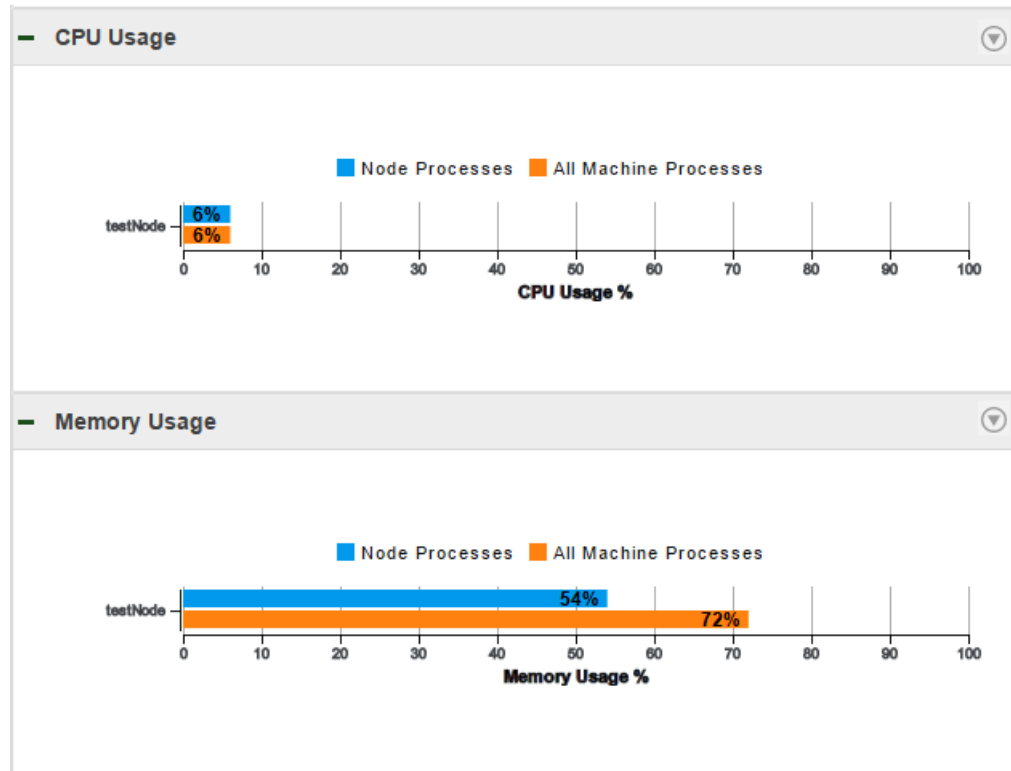 CPU Usage
Node Processes All Machine Processes
testNode
6%
6%
0 10 20 30 40 50 60 70 80 90 100
CPU Usage %
Memory Usage
Node Processes All Machine Processes
testNode
54%
72%
0 10 20 30 40 50 60 70 80 90 100
Memory Usage %